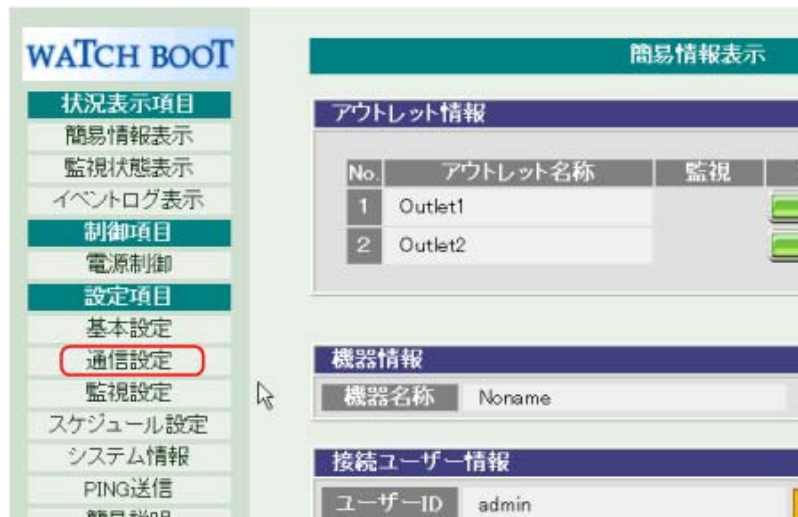 WATCH BOOT
状況表示項目
簡易情報表示
監視状態表示
イベントログ表示
制御項目
電源制御
設定項目
基本設定
通信設定
監視設定
スケジュール設定
システム情報
PING送信
簡易説明
簡易情報表示
アウトレット情報
No. アウトレット名称 監視
1 Outlet1
2 Outlet2
機器情報
機器名称 Noname
接続ユーザー情報
ユーザーID admin